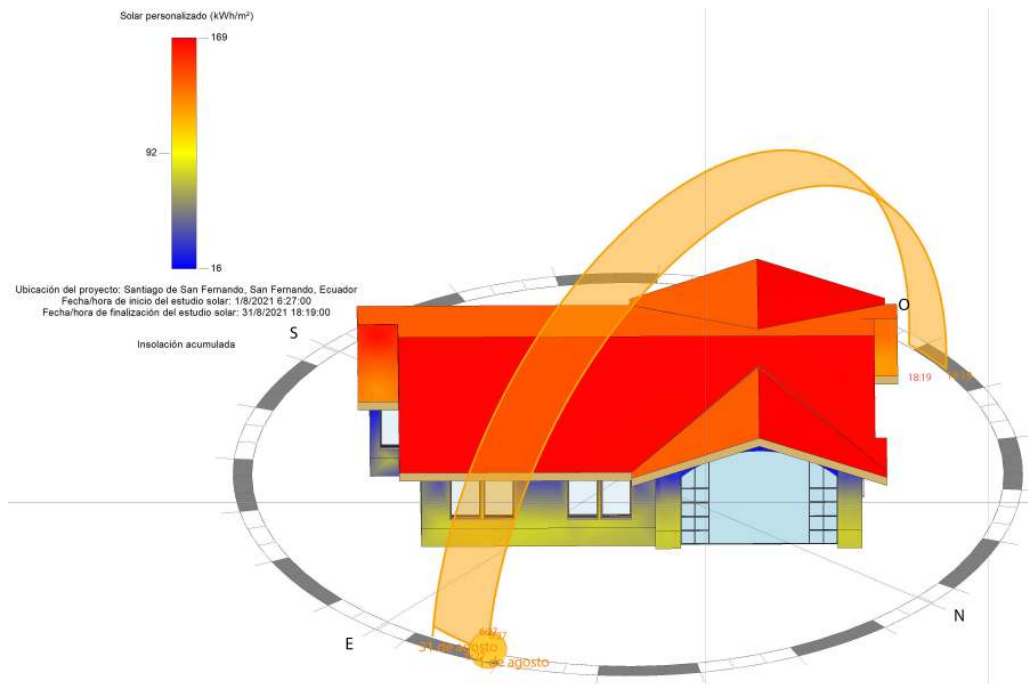 Solar personalizado (kWh/m²)
169
92
16
Ubicación del proyecto: Santiago de San Fernando, San Fernando, Ecuador
Fecha/hora de inicio del estudio solar: 1/8/2021 6:27:00
Fecha/hora de finalización del estudio solar: 31/8/2021 18:19:00
Insolación acumulada
O
S
18:19
N
E
31 de agosto
1 de agosto